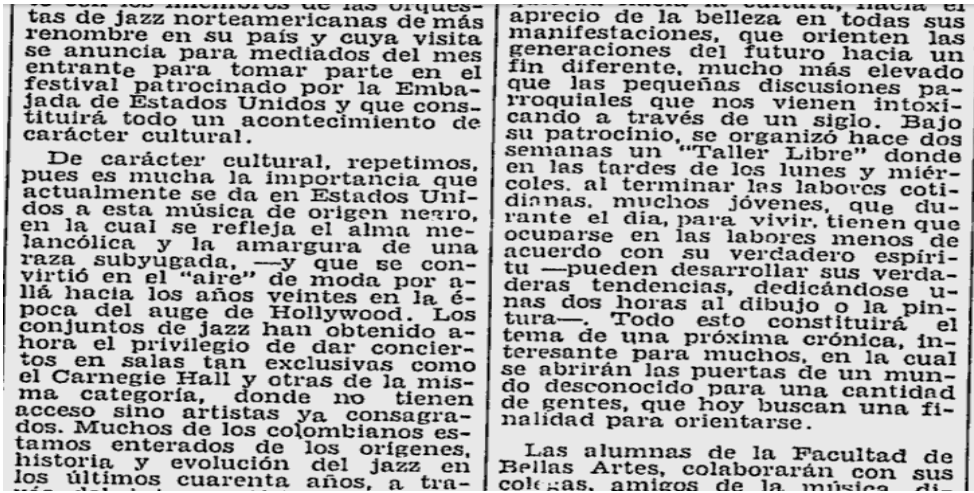 te con los miembros de las orques-
tas de jazz norteamericanas de más
renombre en su país y cuya visita
se anuncia para mediados del mes
entrante para tomar parte en el
festival patrocinado por la Emba-
jada de Estados Unidos y que cons-
tituirá todo un acontecimiento de
carácter cultural.
De carácter cultural, repetimos,
pues es mucha la importancia que
actualmente se da en Estados Uni-
dos a esta música de origen negro,
en la cual se refleja el alma me-
lancólica y la amargura de una
raza subyugada, —y que se con-
virtió en el "aire" de moda por a-
llá hacia los años veintes en la é-
poca del auge de Hollywood. Los
conjuntos de jazz han obtenido a-
hora el privilegio de dar concier-
tos en salas tan exclusivas como
el Carnegie Hall y otras de la mis-
ma categoría, donde no tienen
acceso sino artistas ya consagra-
dos. Muchos de los colombianos es-
tamos enterados de los orígenes,
historia y evolución del jazz en
los últimos cuarenta años, a tra-
hacia la cultura, hacia el
aprecio de la belleza en todas sus
manifestaciones, que orienten las
generaciones del futuro hacia un
fin diferente, mucho más elevado
que las pequeñas discusiones pa-
rroquiales que nos vienen intoxi-
cando a través de un siglo. Bajo
su patrocinio, se organizó hace dos
semanas un "Taller Libre" donde
en las tardes de los lunes y miér-
coles, al terminar las labores coti-
dianas, muchos jóvenes, que du-
rante el día, para vivir, tienen que
ocuparse en las labores menos de
acuerdo con su verdadero espíri-
tu —pueden desarrollar sus verda-
deras tendencias, dedicándose u-
nas dos horas al dibujo o la pin-
tura—. Todo esto constituirá el
tema de una próxima crónica, in-
teresante para muchos, en la cual
se abrirán las puertas de un mun-
do desconocido para una cantidad
de gentes, que hoy buscan una fi-
nalidad para orientarse.
Las alumnas de la Facultad de
Bellas Artes, colaborarán con sus
colegas, amigos de la música di-